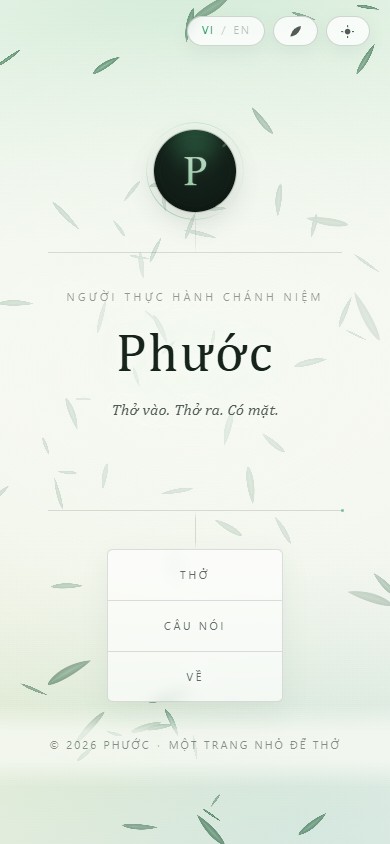 VI / EN
P
NGƯỜI THỰC HÀNH CHÁNH NIỆM
Phước
Thở vào. Thở ra. Có mặt.
THỞ
CÂU NÓI
VỀ
© 2026 PHƯỚC · MỘT TRANG NHỎ ĐỂ THỞ